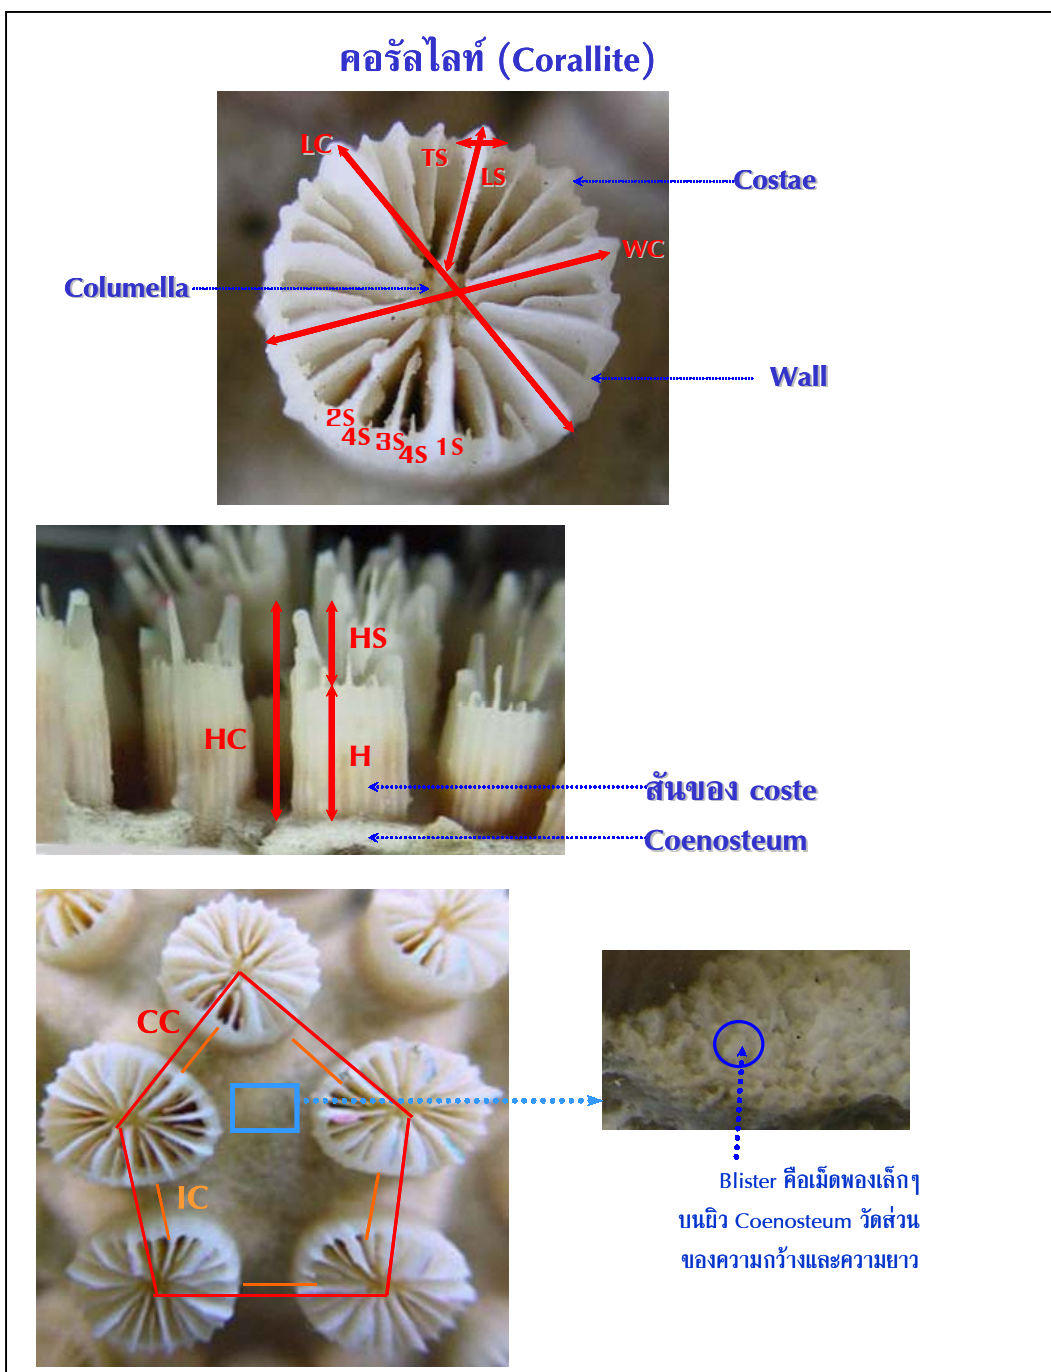 คอรัลไลท์ (Corallite)
LC
TS
LS
Costae
WC
Columella
Wall
2S
4S
3S
4S
1S
HS
HC
H
สันของ coste
Coenosteum
CC
IC
Blister คือเม็ดพองเล็กๆ
บนผิว Coenosteum วัดส่วน
ของความกว้างและความยาว